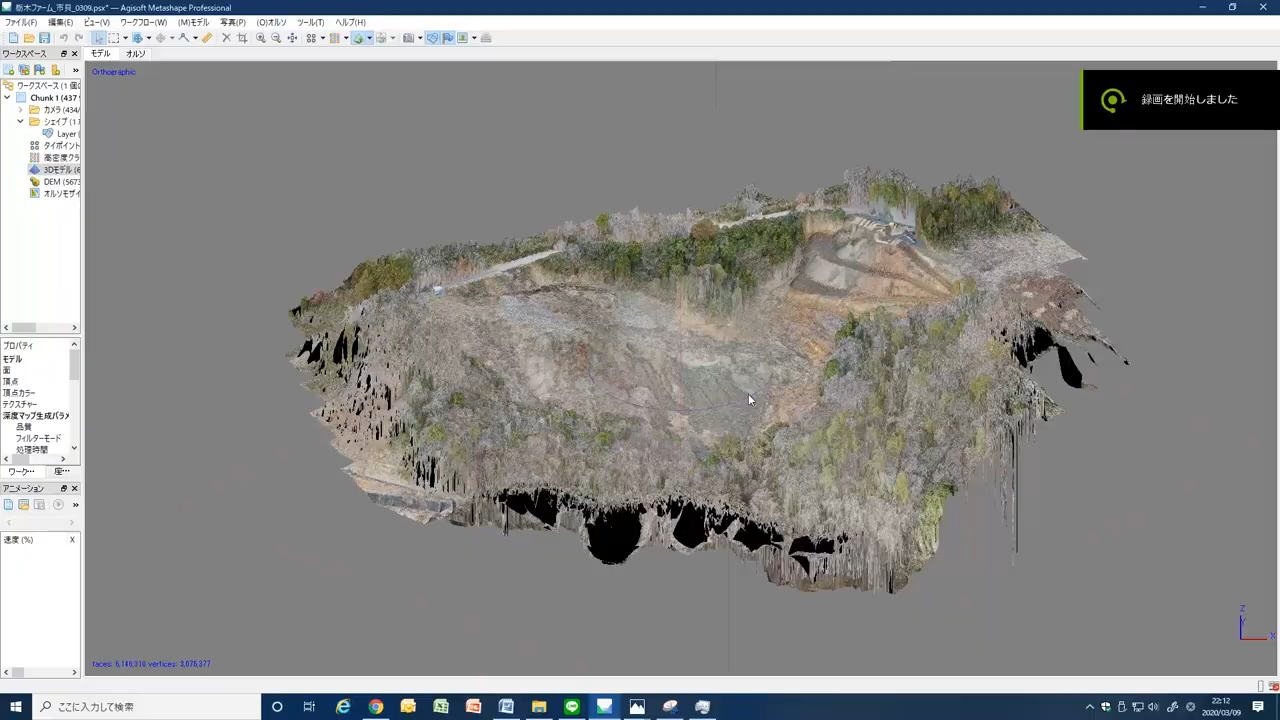 栃木ファーム_市貝_0309.psx* — Agisoft Metashape Professional
ファイル(F) 編集(E) ビュー(V) ワークフロー(W) (M)モデル 写真(P) (O)オルソ ツール(T) ヘルプ(H)
ワークスペース
モデル オルソ
Orthographic
ワークスペース (1 個
Chunk 1 (437
カメラ (434/
シェイプ (1
Layer (
タイポイント
高密度クラ
3Dモデル (6
DEM (5673
オルソモザイ
録画を開始しました
プロパティ
モデル
面
頂点
頂点カラー
テクスチャー
深度マップ生成パラメ
品質
フィルターモード
処理時間
ワーク… 座…
アニメーション
速度 (%) X
faces: 6,146,310 vertices: 3,075,377
Z
Y
X
ここに入力して検索
22:12
2020/03/09